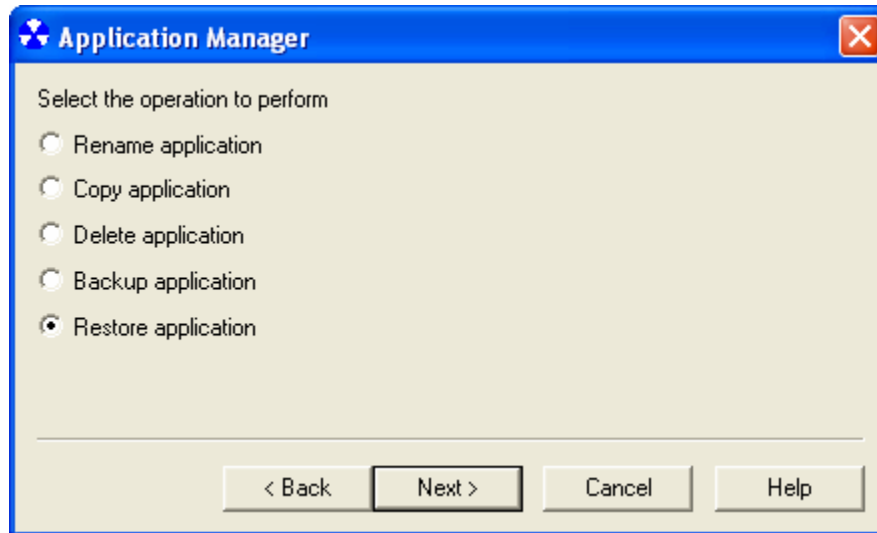 Application Manager
Select the operation to perform
Rename application
Copy application
Delete application
Backup application
Restore application
< Back Next > Cancel Help